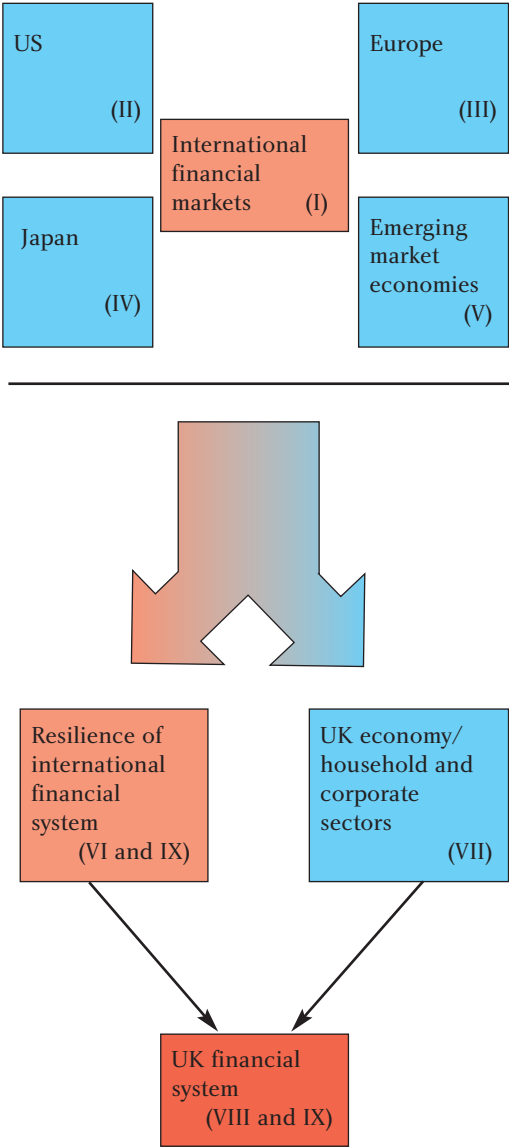 US
(II)
Europe
(III)
International
financial
markets (I)
Japan
(IV)
Emerging
market
economies
(V)
Resilience of
international
financial
system
(VI and IX)
UK economy/
household and
corporate
sectors
(VII)
UK financial
system
(VIII and IX)